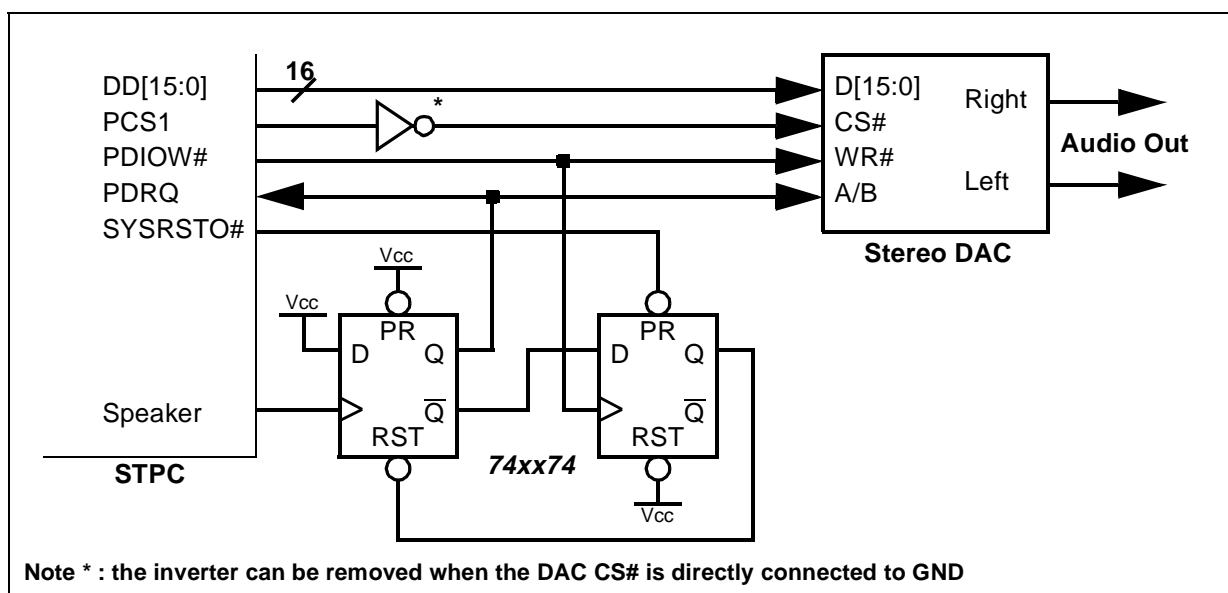 16
DD[15:0]
PCS1
PDIOW#
PDRQ
SYSRSTO#
Speaker
STPC
*
D[15:0]
CS#
WR#
A/B
Right
Left
Stereo DAC
Audio Out
Vcc
Vcc
PR
D
Q
Q
RST
74xx74
PR
D
Q
Q
RST
Vcc
Note * : the inverter can be removed when the DAC CS# is directly connected to GND